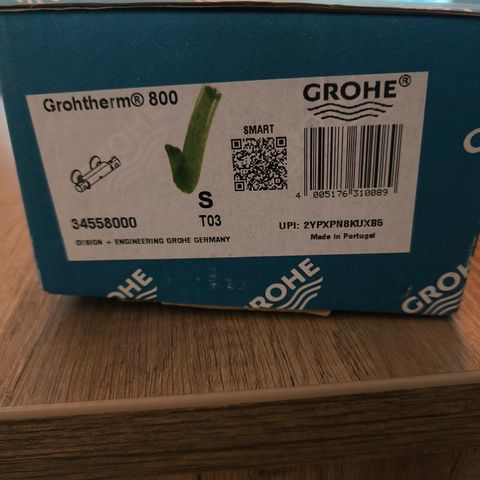 Grohtherm® 800
GROHE®
SMART
4 005176 310089
S
34558000
T03
UPI: 2YPXPN8KUXB5
DESIGN + ENGINEERING GROHE GERMANY
Made in Portugal
GROHE
GROHE